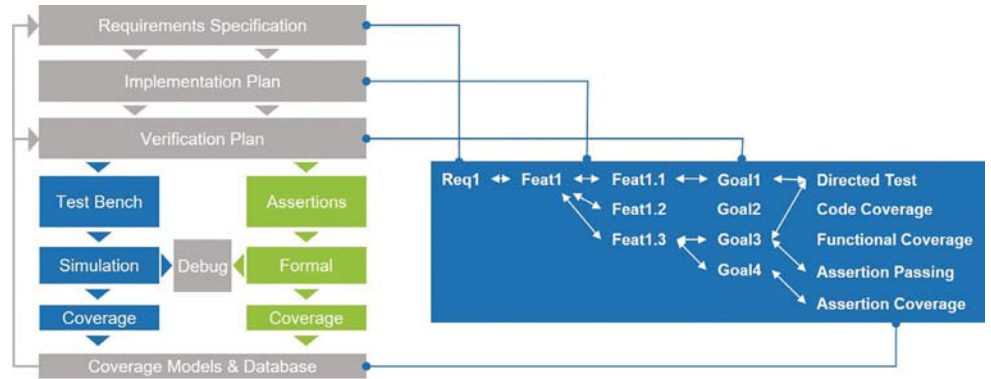 Requirements Specification
Implementation Plan
Verification Plan
Test Bench
Assertions
Simulation
Debug
Formal
Coverage
Coverage
Coverage Models & Database
Req1
Feat1
Feat1.1
Goal1
Directed Test
Feat1.2
Goal2
Code Coverage
Feat1.3
Goal3
Functional Coverage
Goal4
Assertion Passing
Assertion Coverage